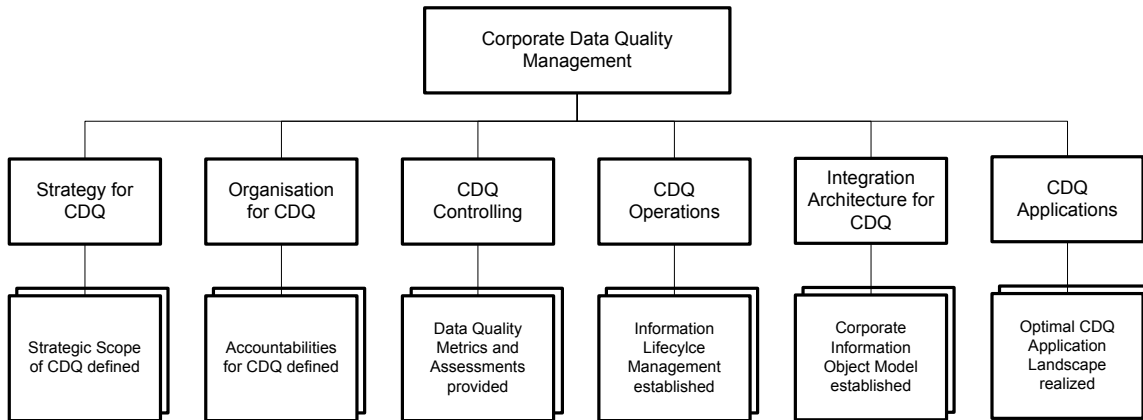 Corporate Data Quality
Management
Strategy for
CDQ
Organisation
for CDQ
CDQ
Controlling
CDQ
Operations
Integration
Architecture for
CDQ
CDQ
Applications
Strategic Scope
of CDQ defined
Accountabilities
for CDQ defined
Data Quality
Metrics and
Assessments
provided
Information
Lifecylce
Management
established
Corporate
Information
Object Model
established
Optimal CDQ
Application
Landscape
realized